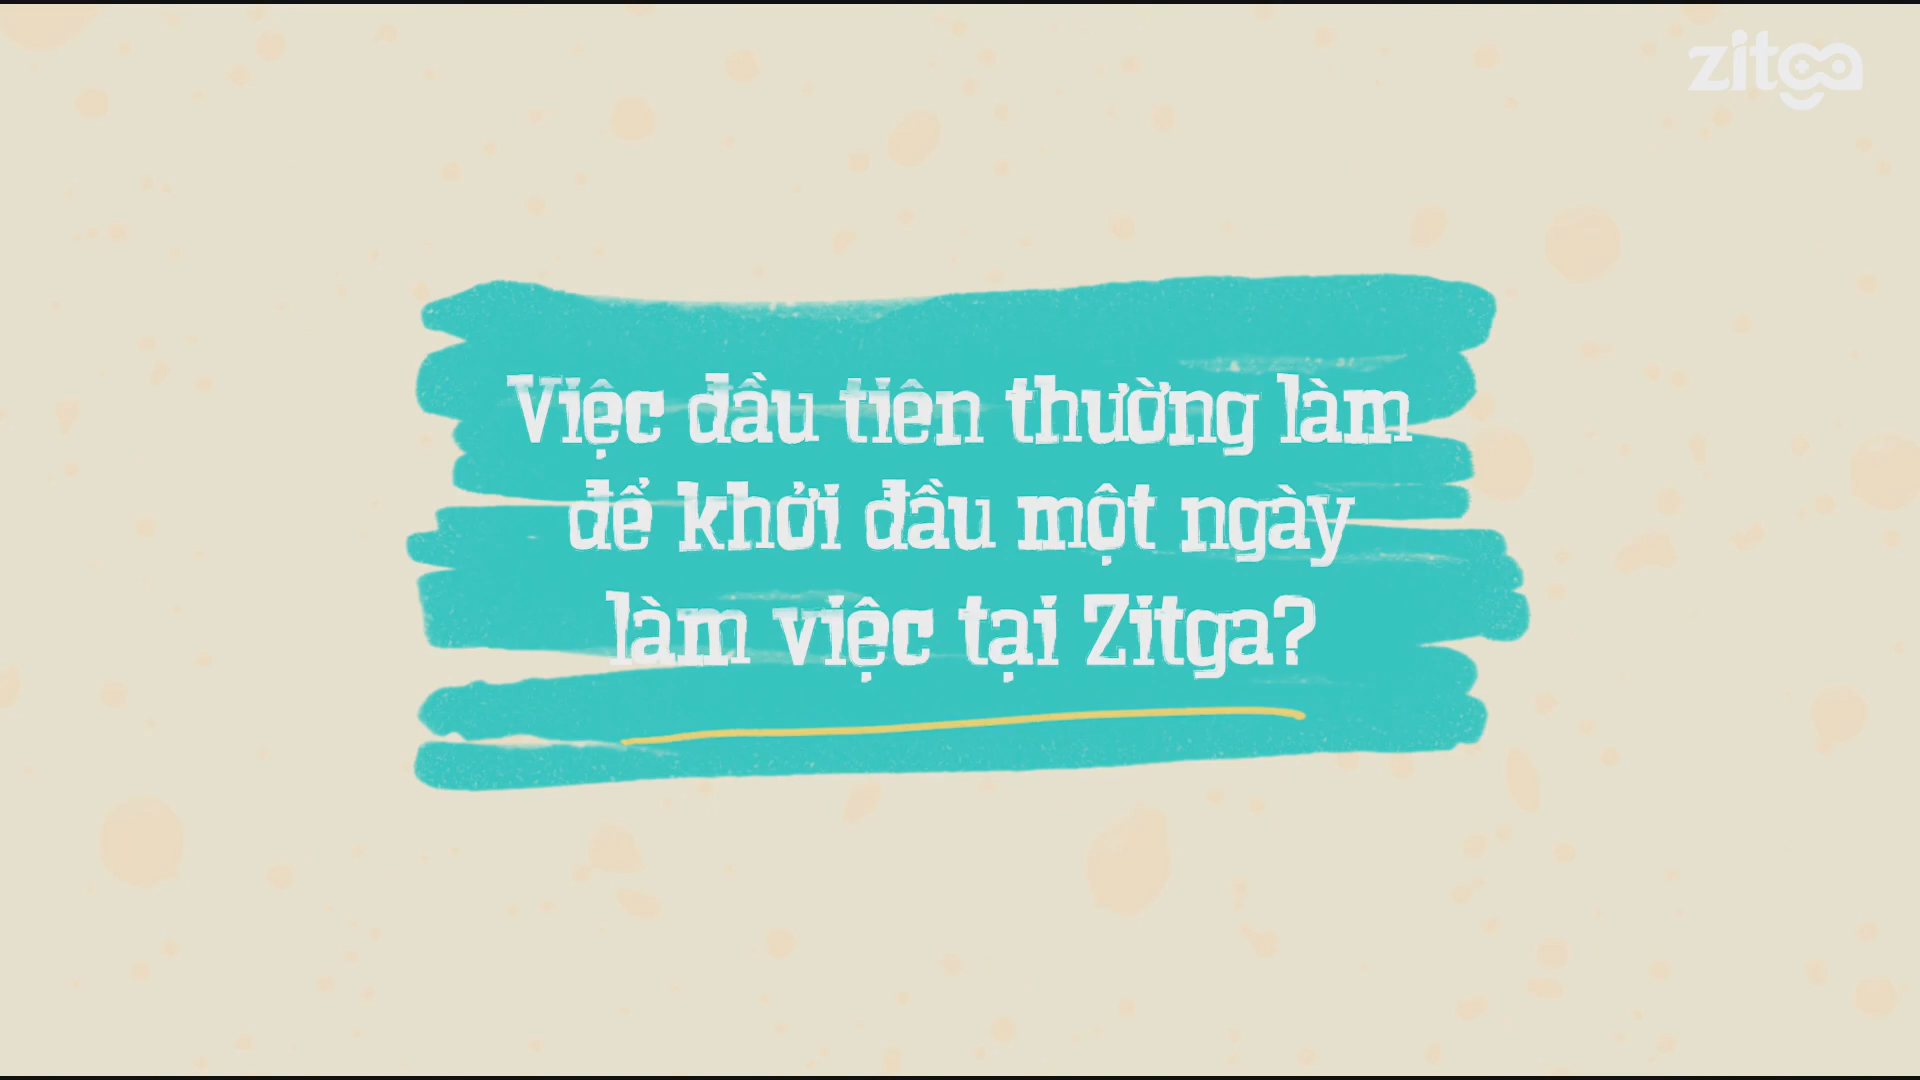 zitga
Việc đầu tiên thường làm
để khởi đầu một ngày
làm việc tại Zitga?